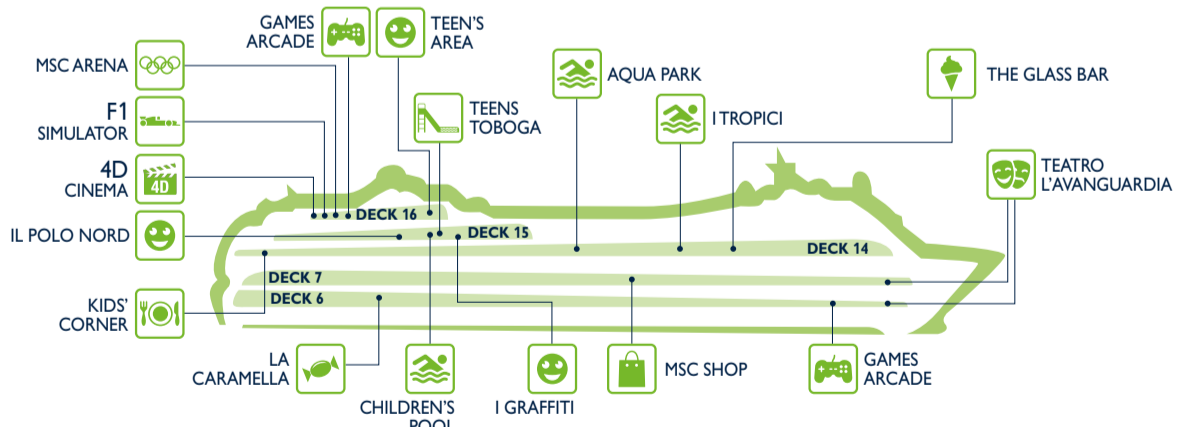 GAMES
ARCADE
TEEN'S
AREA
MSC ARENA
AQUA PARK
THE GLASS BAR
F1
SIMULATOR
TEENS
TOBOGA
I TROPICI
4D
CINEMA
4D
TEATRO
L'AVANGUARDIA
DECK 16
IL POLO NORD
DECK 15
DECK 14
DECK 7
DECK 6
KIDS'
CORNER
LA
CARAMELLA
MSC SHOP
GAMES
ARCADE
CHILDREN'S
POOL
I GRAFFITI